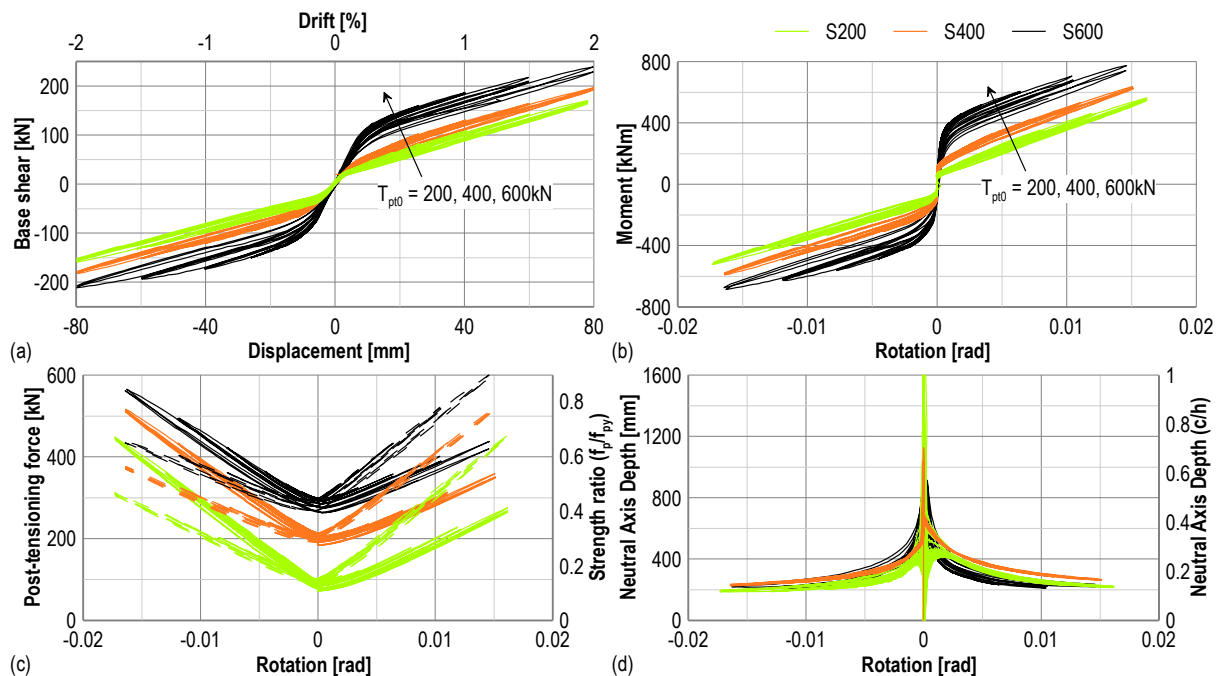 Drift [%]
-2 -1 0 1 2
S200 S400 S600
Base shear [kN]
200
100
0
-100
-200
T_pt0 = 200, 400, 600kN
-80 -40 0 40 80
(a) Displacement [mm]
Moment [kNm]
800
400
0
-400
-800
T_pt0 = 200, 400, 600kN
-0.02 -0.01 0 0.01 0.02
(b) Rotation [rad]
Post-tensioning force [kN]
600
400
300
200
100
0
Strength ratio (f_p/f_py)
0.8
0.6
0.4
0.2
0
-0.02 -0.01 0 0.01 0.02
(c) Rotation [rad]
Neutral Axis Depth [mm]
1600
1200
800
600
400
200
0
Neutral Axis Depth (c/h)
1
0.8
0.6
0.4
0.2
0
-0.02 -0.01 0 0.01 0.02
(d) Rotation [rad]